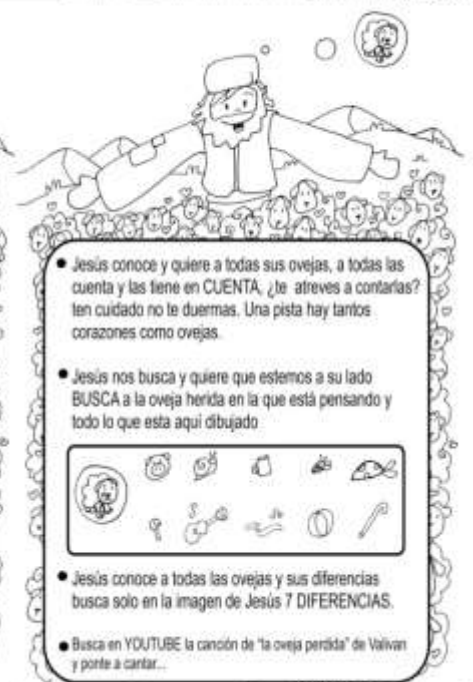 Jesús conoce y quiere a todas sus ovejas, a todas las
cuenta y las tiene en CUENTA, ¿te atreves a contarlas?
ten cuidado no te duermas. Una pista hay tantos
corazones como ovejas.
Jesús nos busca y quiere que estemos a su lado
BUSCA a la oveja herida en la que está pensando y
todo lo que esta aquí dibujado
Jesús conoce a todas las ovejas y sus diferencias
busca solo en la imagen de Jesús 7 DIFERENCIAS.
Busca en YOUTUBE la canción de "la oveja perdida" de Valivan
y ponte a cantar...